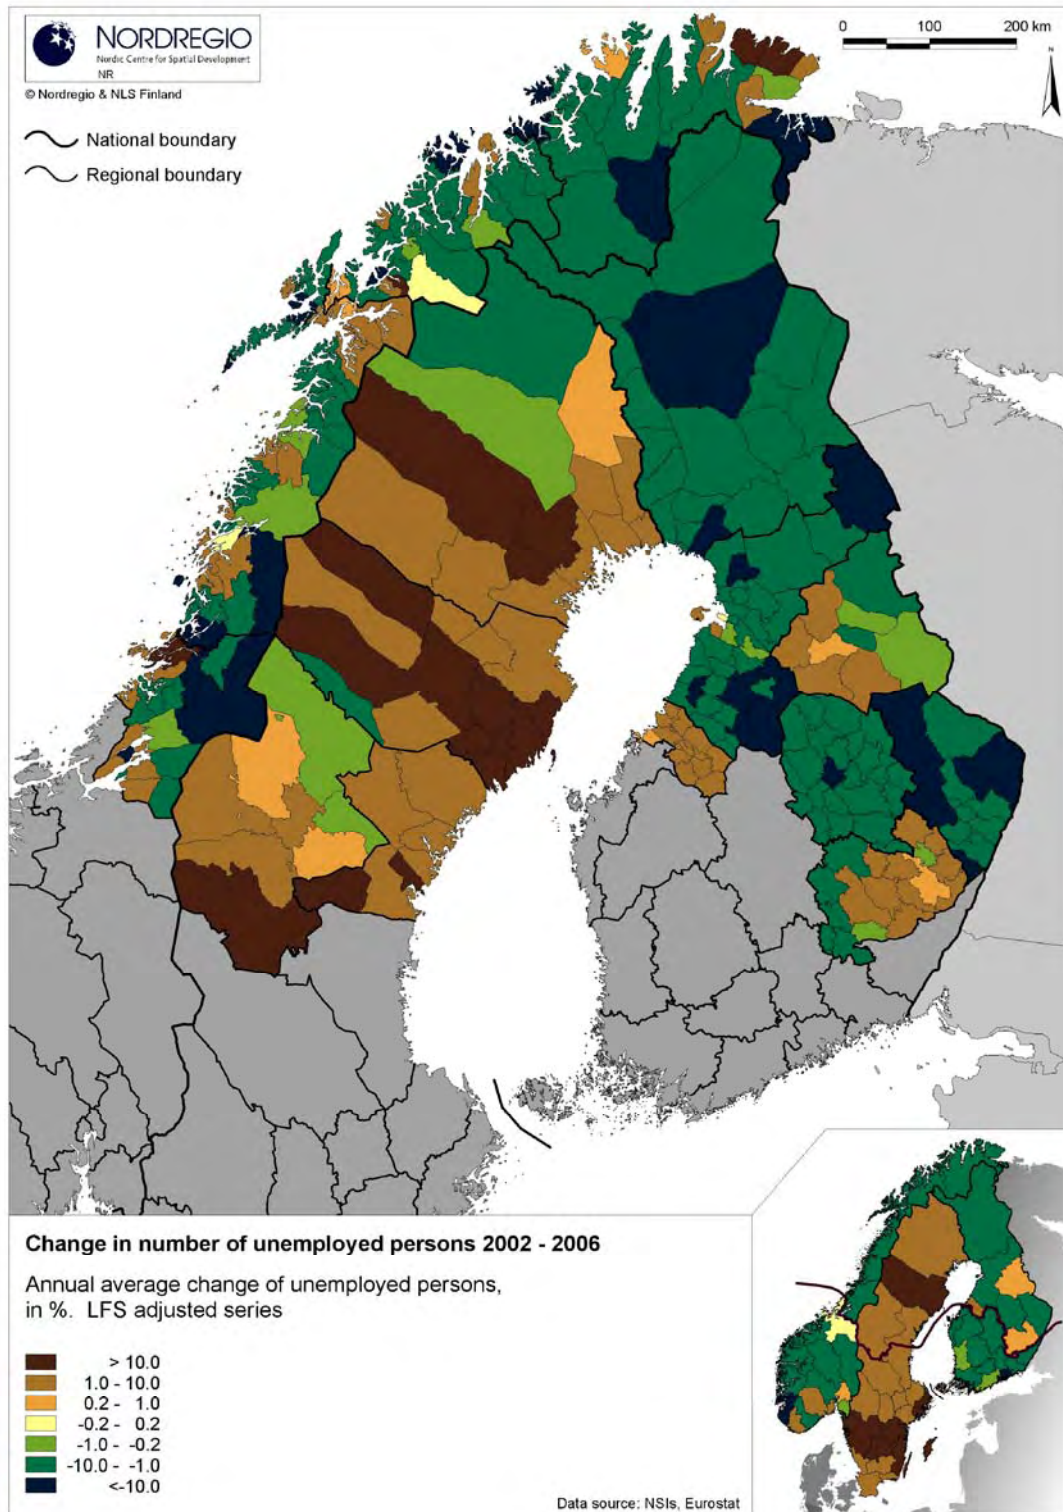 NORDREGIO
Nordic Centre for Spatial Development
NR
© Nordregio & NLS Finland
National boundary
Regional boundary
0 100 200 km
N
Change in number of unemployed persons 2002 - 2006
Annual average change of unemployed persons,
in %. LFS adjusted series
> 10.0
1.0 - 10.0
0.2 - 1.0
-0.2 - 0.2
-1.0 - -0.2
-10.0 - -1.0
<-10.0
Data source: NSIs, Eurostat